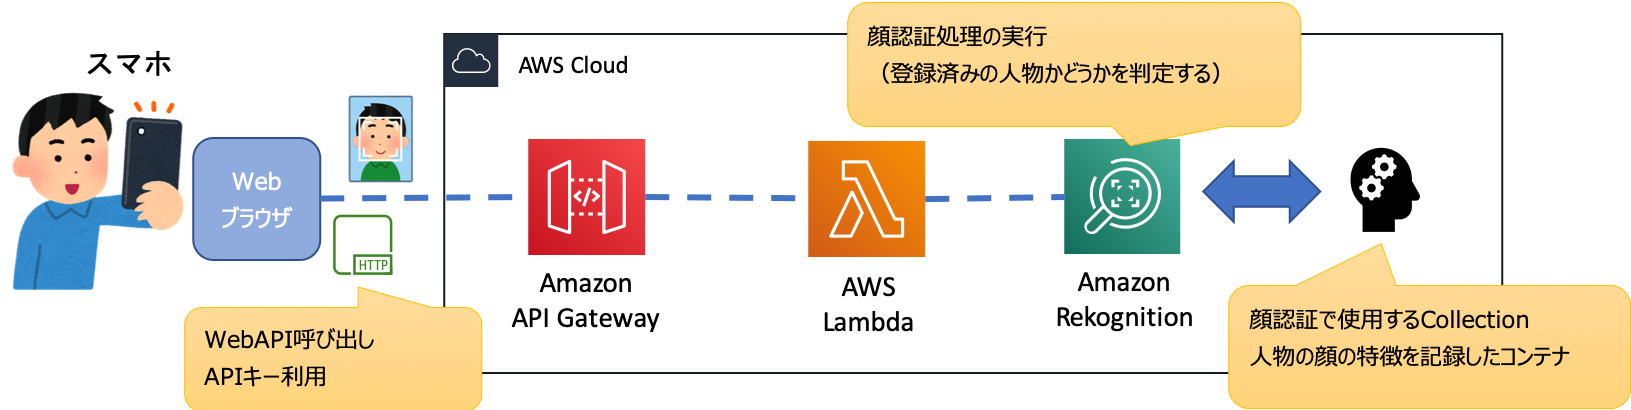 スマホ
Web
ブラウザ
HTTP
WebAPI呼び出し
APIキー利用
AWS Cloud
Amazon
API Gateway
AWS
Lambda
Amazon
Rekognition
顔認証処理の実行
（登録済みの人物かどうかを判定する）
顔認証で使用するCollection
人物の顔の特徴を記録したコンテナ